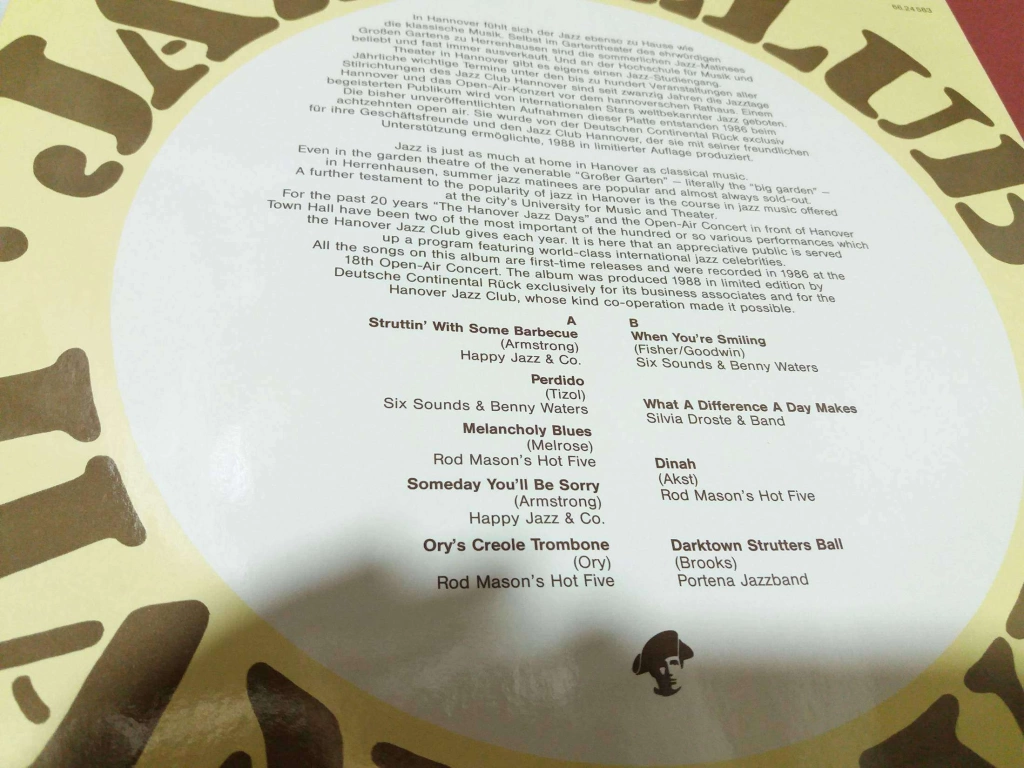 66.24 583
In Hannover fühlt sich der Jazz ebenso zu Hause wie
die klassische Musik. Selbst im Gartentheater des ehrwürdigen
Großen Gartens zu Herrenhausen sind die sommerlichen Jazz-Matinees
beliebt und fast immer ausverkauft. Und an der Hochschule für Musik und
Theater in Hannover gibt es eigens einen Jazz-Studiengang.
Jährliche wichtige Termine unter den bis zu hundert Veranstaltungen aller
Stilrichtungen des Jazz Club Hannover sind seit zwanzig Jahren die Jazztage
Hannover und das Open-Air-Konzert vor dem hannoverschen Rathaus. Einem
begeisterten Publikum wird von internationalen Stars weltbekannter Jazz geboten.
Die bisher unveröffentlichten Aufnahmen dieser Platte entstanden 1986 beim
achtzehnten open air. Sie wurde von der Deutschen Continental Rück exclusiv
für ihre Geschäftsfreunde und den Jazz Club Hannover, der sie mit seiner freundlichen
Unterstützung ermöglichte, 1988 in limitierter Auflage produziert.
Jazz is just as much at home in Hanover as classical music.
Even in the garden theatre of the venerable "Großer Garten" – literally the "big garden" –
in Herrenhausen, summer jazz matinees are popular and almost always sold-out.
A further testament to the popularity of jazz in Hanover is the course in jazz music offered
at the city's University for Music and Theater.
For the past 20 years "The Hanover Jazz Days" and the Open-Air Concert in front of Hanover
Town Hall have been two of the most important of the hundred or so various performances which
the Hanover Jazz Club gives each year. It is here that an appreciative public is served
up a program featuring world-class international jazz celebrities.
All the songs on this album are first-time releases and were recorded in 1986 at the
18th Open-Air Concert. The album was produced 1988 in limited edition by
Deutsche Continental Rück exclusively for its business associates and for the
Hanover Jazz Club, whose kind co-operation made it possible.
A
Struttin' With Some Barbecue
(Armstrong)
Happy Jazz & Co.
Perdido
(Tizol)
Six Sounds & Benny Waters
Melancholy Blues
(Melrose)
Rod Mason's Hot Five
Someday You'll Be Sorry
(Armstrong)
Happy Jazz & Co.
Ory's Creole Trombone
(Ory)
Rod Mason's Hot Five
B
When You're Smiling
(Fisher/Goodwin)
Six Sounds & Benny Waters
What A Difference A Day Makes
Silvia Droste & Band
Dinah
(Akst)
Rod Mason's Hot Five
Darktown Strutters Ball
(Brooks)
Portena Jazzband